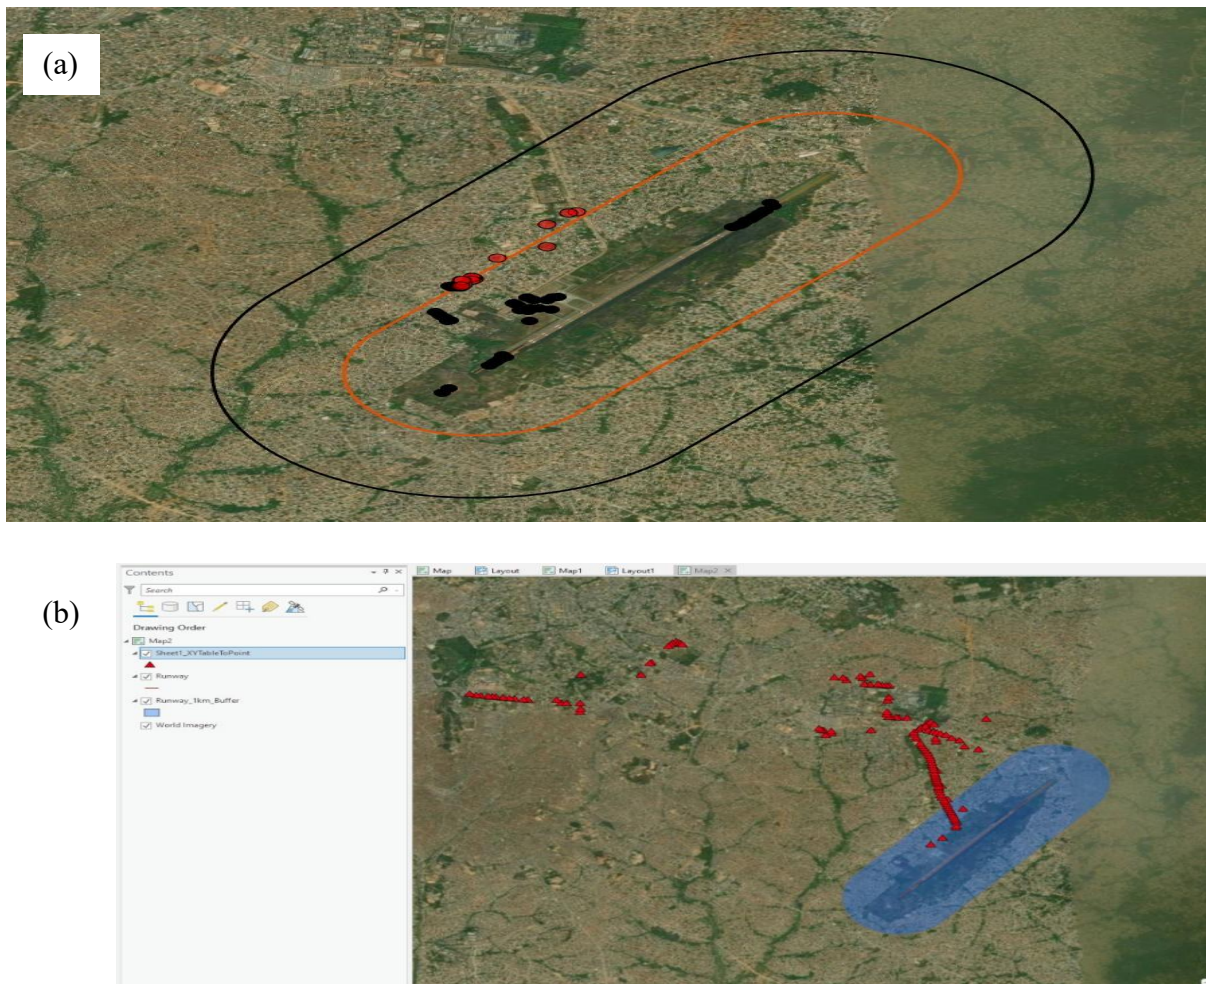 (a)
(b)
Contents
Map Layout Map1 Layout1 Map2
Search
Drawing Order
Map2
Sheet1_XYTableToPoint
Runway
Runway_1km_Buffer
World Imagery